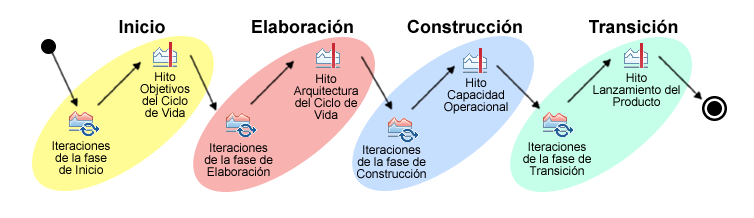 Inicio
Elaboración
Construcción
Transición
Hito
Objetivos
del Ciclo
de Vida
Iteraciones
de la fase
de Inicio
Hito
Arquitectura
del Ciclo de
Vida
Iteraciones
de la fase de
Elaboración
Hito
Capacidad
Operacional
Iteraciones
de la fase de
Construcción
Hito
Lanzamiento del
Producto
Iteraciones
de la fase de
Transición